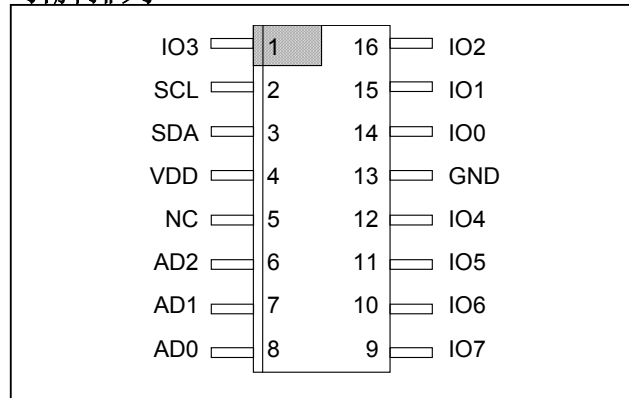 IO3 1 16 IO2
SCL 2 15 IO1
SDA 3 14 IO0
VDD 4 13 GND
NC 5 12 IO4
AD2 6 11 IO5
AD1 7 10 IO6
AD0 8 9 IO7